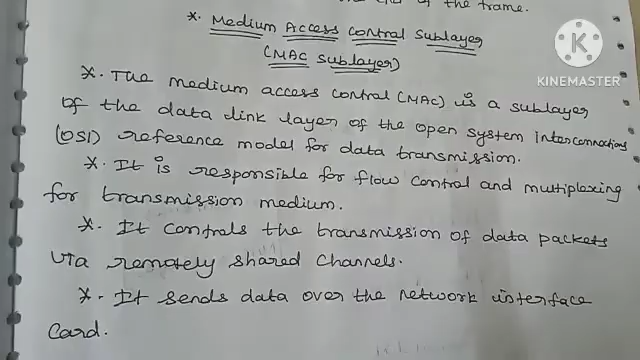 the end of the frame.
*. Medium Access Control Sublayer
(MAC Sublayer)
K
KINEMASTER
*. The medium access control (MAC) is a sublayer
of the data link layer of the open system interconnections
(OSI) reference model for data transmission.
*. It is responsible for flow control and multiplexing
for transmission medium.
*. It controls the transmission of data packets
via remotely shared channels.
*. It sends data over the network interface
card.